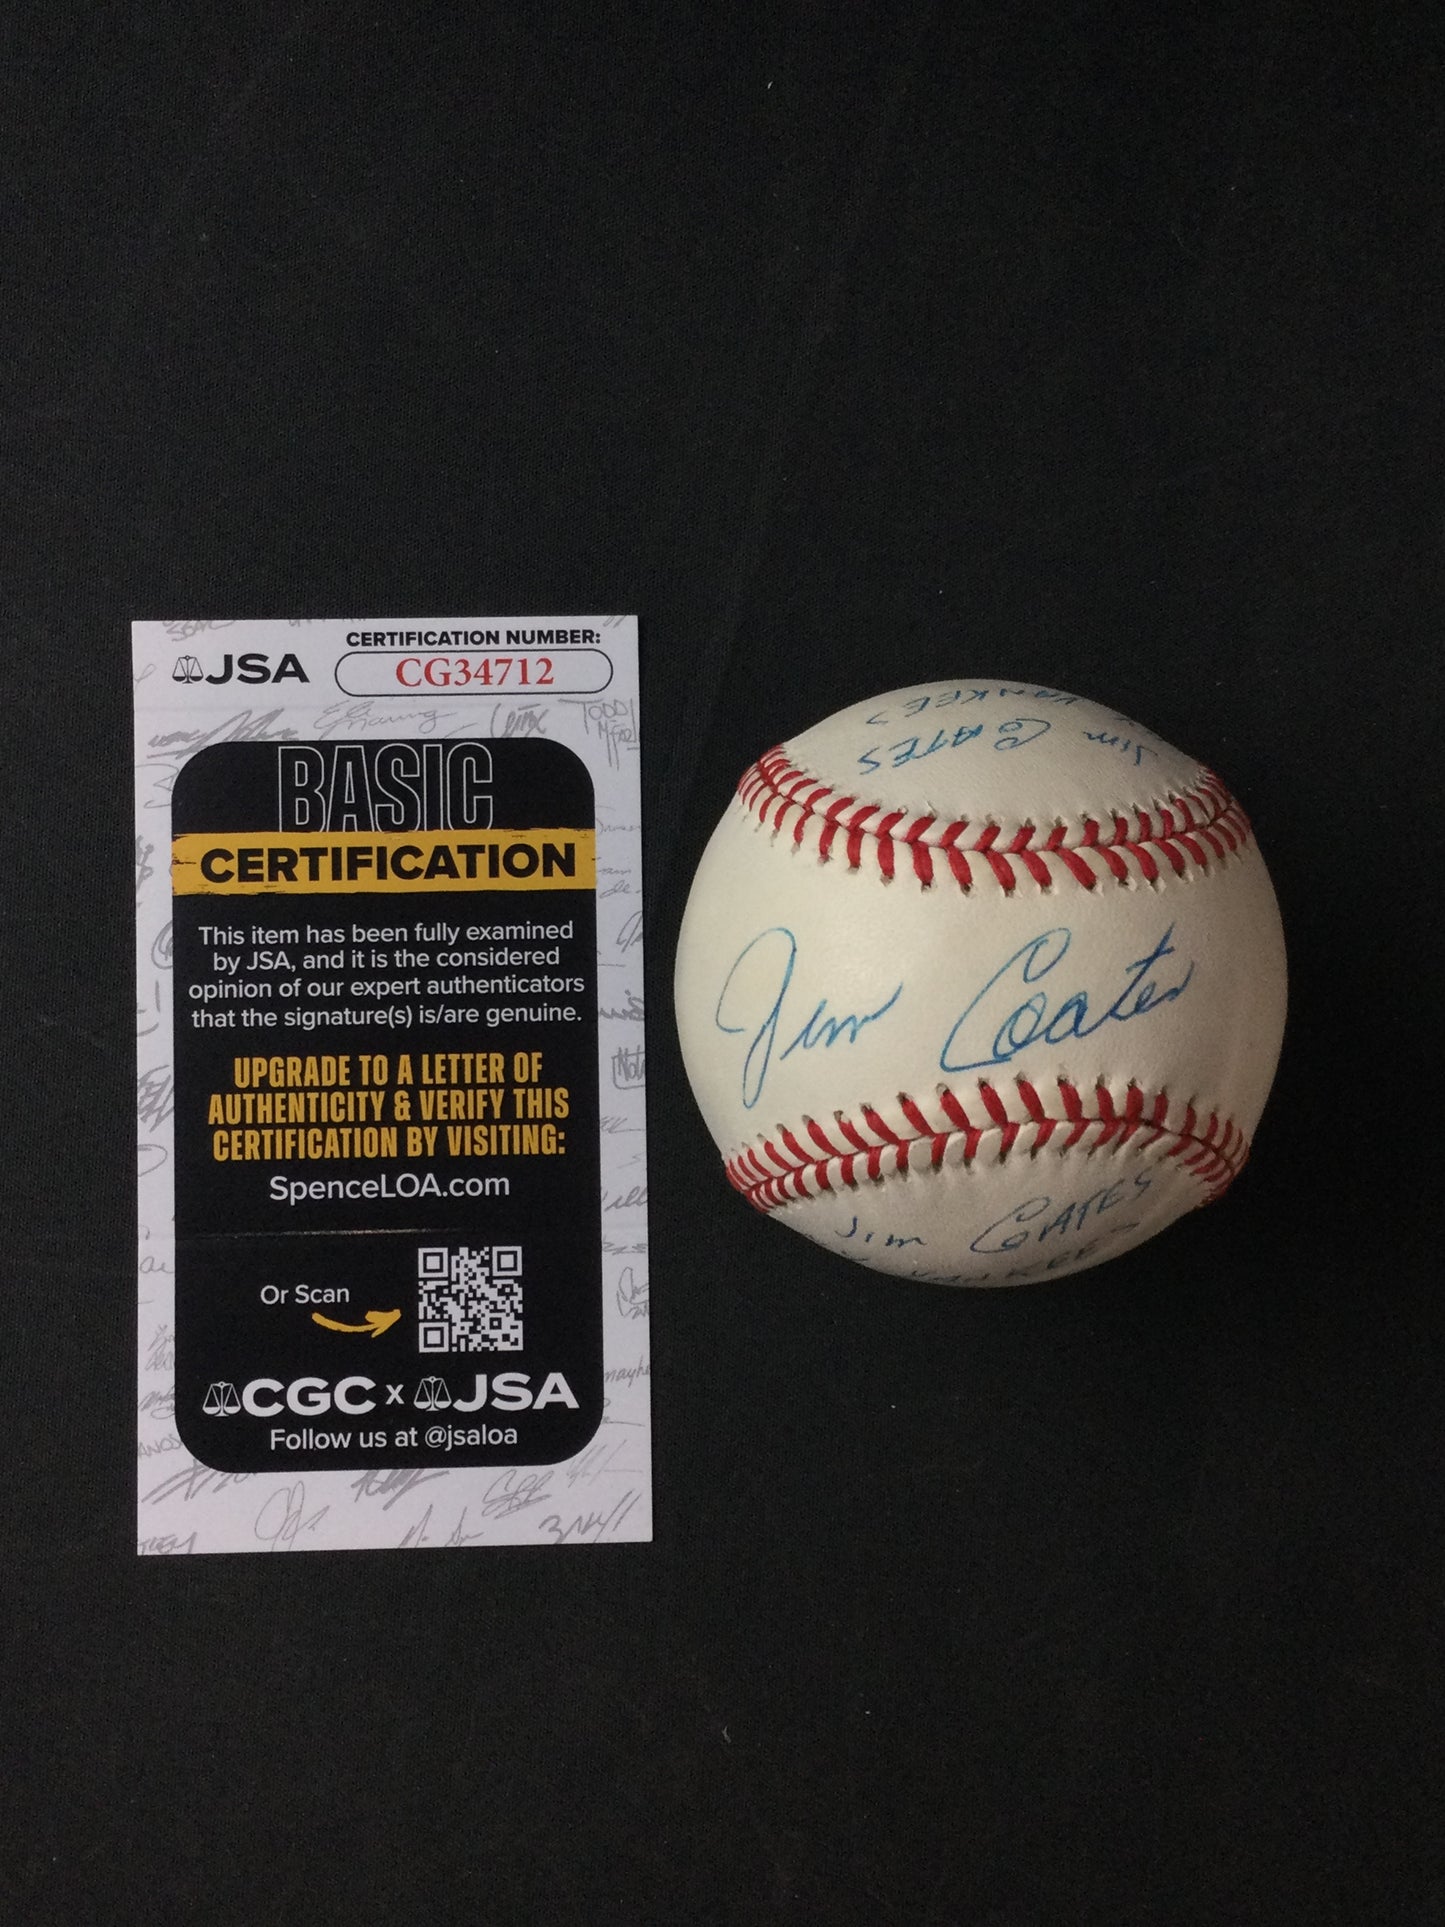 JSA
CERTIFICATION NUMBER:
CG34712
BASIC
CERTIFICATION
This item has been fully examined
by JSA, and it is the considered
opinion of our expert authenticators
that the signature(s) is/are genuine.
UPGRADE TO A LETTER OF
AUTHENTICITY & VERIFY THIS
CERTIFICATION BY VISITING:
SpenceLOA.com
Or Scan
CGC x JSA
Follow us at @jsaloa
Jim COATES
YANKEES
Jim Coates
Jim COATES